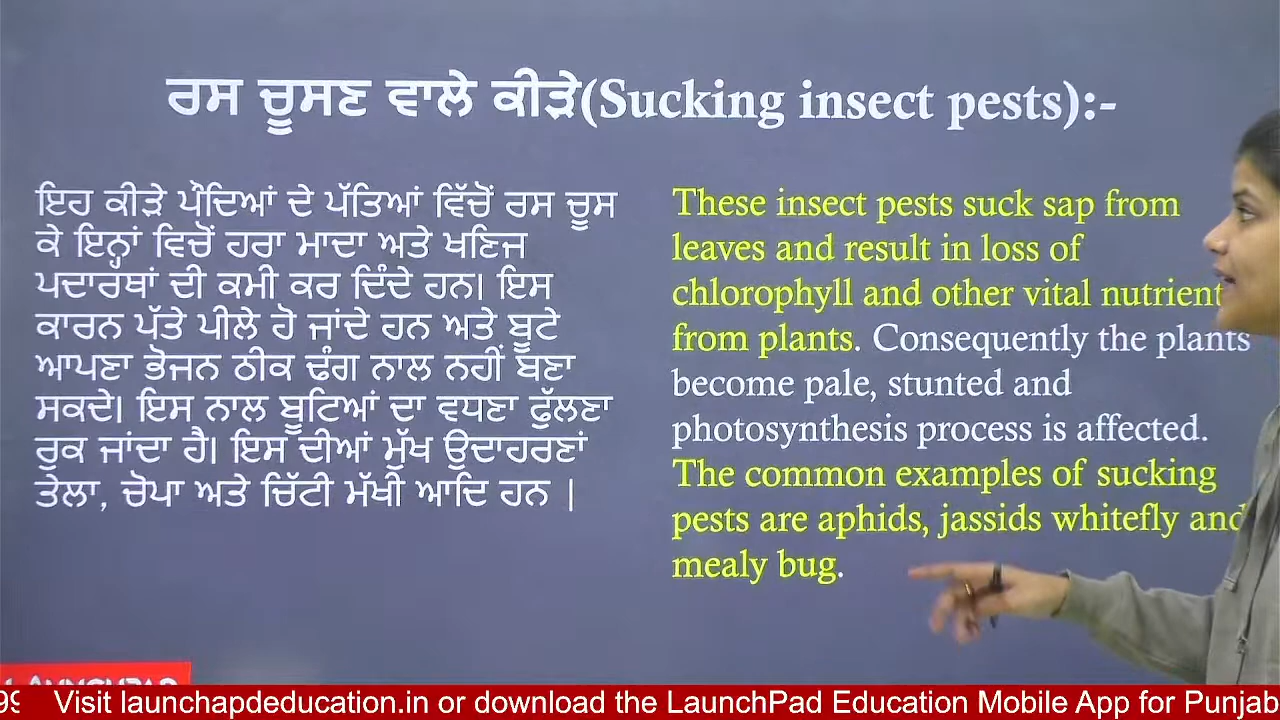 ਰਸ ਚੂਸਣ ਵਾਲੇ ਕੀੜੇ(Sucking insect pests):-
ਇਹ ਕੀੜੇ ਪੌਦਿਆਂ ਦੇ ਪੱਤਿਆਂ ਵਿੱਚੋਂ ਰਸ ਚੂਸ
ਕੇ ਇਨ੍ਹਾਂ ਵਿਚੋਂ ਹਰਾ ਮਾਦਾ ਅਤੇ ਖਣਿਜ
ਪਦਾਰਥਾਂ ਦੀ ਕਮੀ ਕਰ ਦਿੰਦੇ ਹਨ। ਇਸ
ਕਾਰਨ ਪੱਤੇ ਪੀਲੇ ਹੋ ਜਾਂਦੇ ਹਨ ਅਤੇ ਬੂਟੇ
ਆਪਣਾ ਭੋਜਨ ਠੀਕ ਢੰਗ ਨਾਲ ਨਹੀਂ ਬਣਾ
ਸਕਦੇ। ਇਸ ਨਾਲ ਬੂਟਿਆਂ ਦਾ ਵਧਣਾ ਫੁੱਲਣਾ
ਰੁਕ ਜਾਂਦਾ ਹੈ। ਇਸ ਦੀਆਂ ਮੁੱਖ ਉਦਾਹਰਣਾਂ
ਤੇਲਾ, ਚੇਪਾ ਅਤੇ ਚਿੱਟੀ ਮੱਖੀ ਆਦਿ ਹਨ |
These insect pests suck sap from
leaves and result in loss of
chlorophyll and other vital nutrient
from plants. Consequently the plants
become pale, stunted and
photosynthesis process is affected.
The common examples of sucking
pests are aphids, jassids whitefly and
mealy bug.
Visit launchapdeducation.in or download the LaunchPad Education Mobile App for Punjab